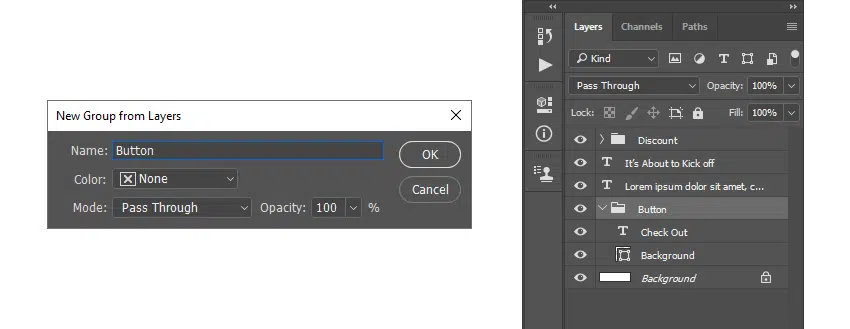 New Group from Layers
Name: Button
OK
Color: None
Cancel
Mode: Pass Through Opacity: 100 %
Layers Channels Paths
Kind
Pass Through Opacity: 100%
Lock: Fill: 100%
Discount
It's About to Kick off
Lorem ipsum dolor sit amet, c...
Button
Check Out
Background
Background